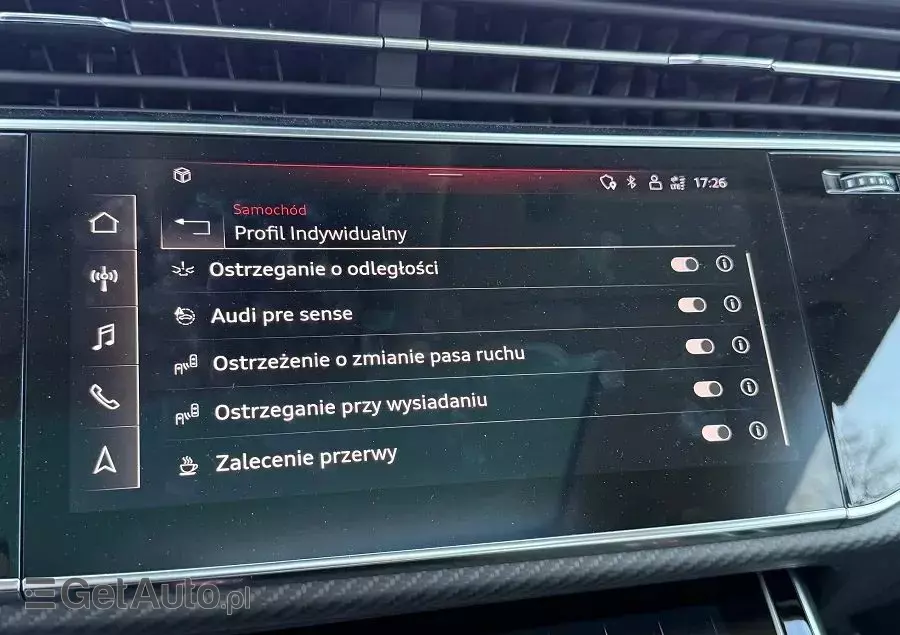 17:26
Samochód
Profil Indywidualny
Ostrzeganie o odległości
Audi pre sense
Ostrzeżenie o zmianie pasa ruchu
Ostrzeganie przy wysiadaniu
Zalecenie przerwy
GetAuto.pl